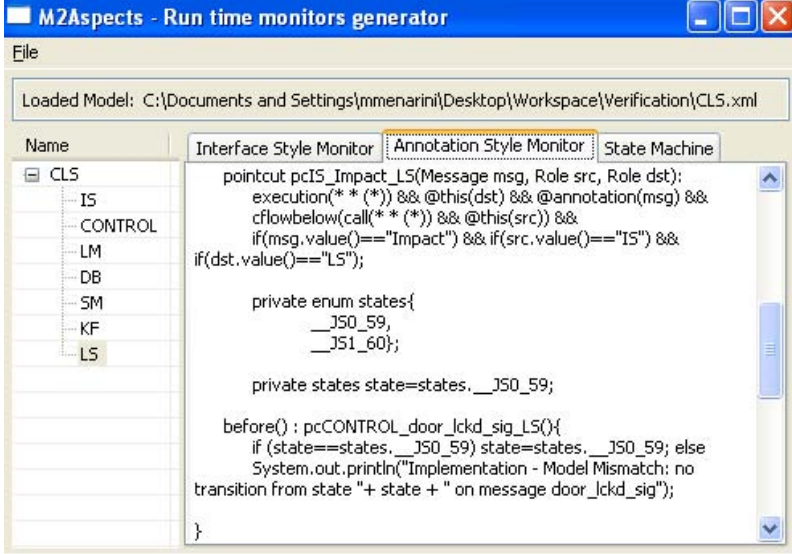 M2Aspects - Run time monitors generator
File
Loaded Model: C:\Documents and Settings\mmenarini\Desktop\Workspace\Verification\CLS.xml
Name
CLS
IS
CONTROL
LM
DB
SM
KF
LS
Interface Style Monitor
Annotation Style Monitor
State Machine
pointcut pcIS_Impact_LS(Message msg, Role src, Role dst):
execution(* * (*)) && @this(dst) && @annotation(msg) &&
cflowbelow(call(* * (*)) && @this(src)) &&
if(msg.value()=="Impact") && if(src.value()=="IS") &&
if(dst.value()=="LS");
private enum states{
__JS0_59,
__JS1_60};
private states state=states.__JS0_59;
before() : pcCONTROL_door_lckd_sig_LS(){
if (state==states.__JS0_59) state=states.__JS0_59; else
System.out.println("Implementation - Model Mismatch: no
transition from state "+ state + " on message door_lckd_sig");
}